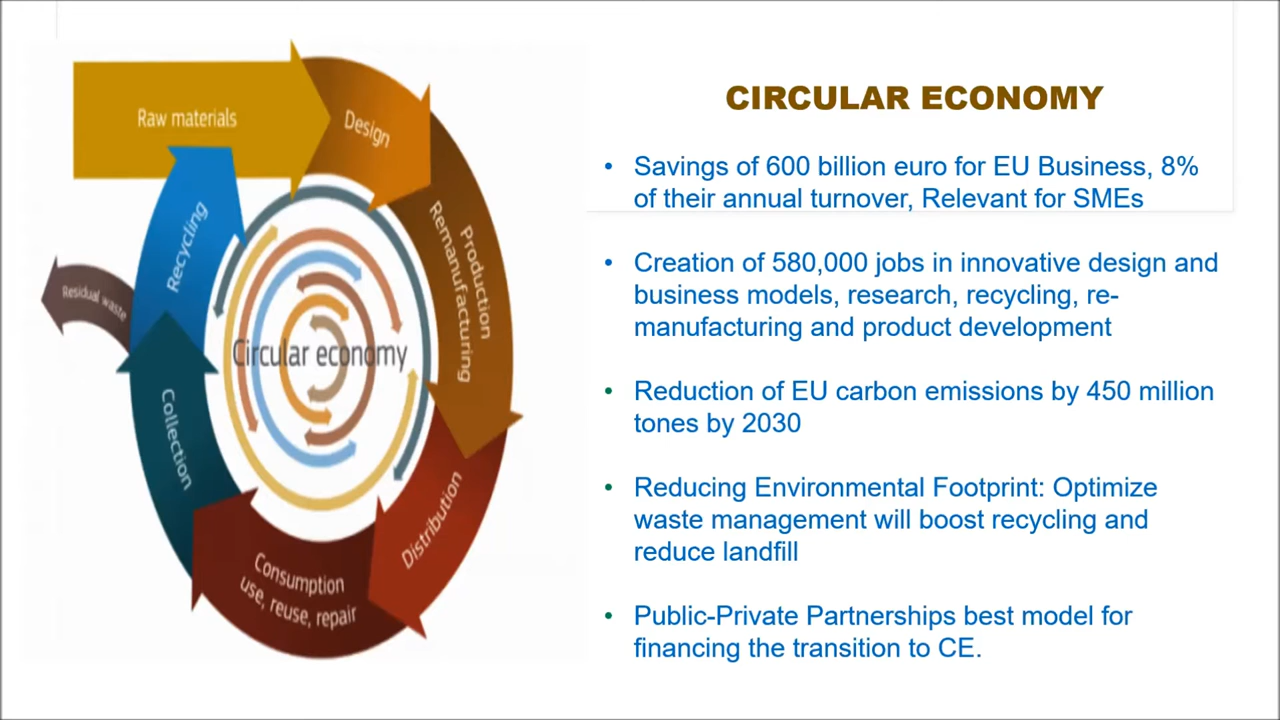 Raw materials
Design
Production
Remanufacturing
Distribution
Consumption
use, reuse, repair
Collection
Recycling
Residual waste
Circular economy
CIRCULAR ECONOMY
• Savings of 600 billion euro for EU Business, 8%
of their annual turnover, Relevant for SMEs
• Creation of 580,000 jobs in innovative design and
business models, research, recycling, re-
manufacturing and product development
• Reduction of EU carbon emissions by 450 million
tones by 2030
• Reducing Environmental Footprint: Optimize
waste management will boost recycling and
reduce landfill
• Public-Private Partnerships best model for
financing the transition to CE.